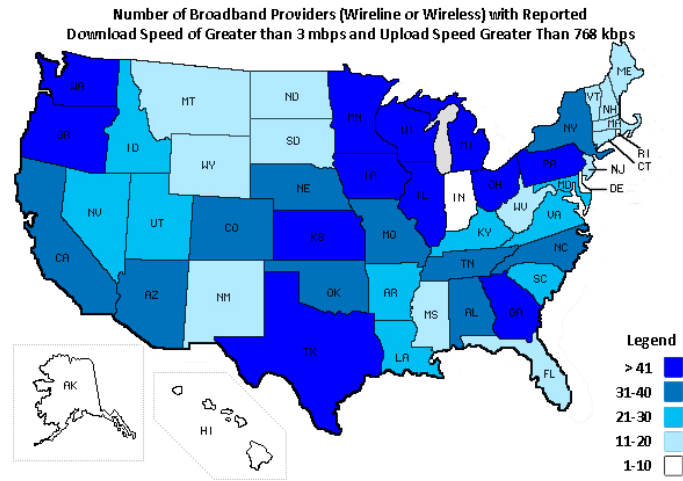 Number of Broadband Providers (Wireline or Wireless) with Reported
Download Speed of Greater than 3 mbps and Upload Speed Greater Than 768 kbps
WA
MT
ND
MN
ME
VT
NH
OR
ID
SD
WI
MI
NY
MA
RI
CT
WY
NE
IA
IL
IN
OH
PA
NJ
DE
MD
NV
UT
CO
KS
MO
KY
WV
VA
CA
AZ
NM
OK
AR
TN
NC
SC
MS
AL
GA
TX
LA
FL
AK
HI
Legend
> 41
31-40
21-30
11-20
1-10